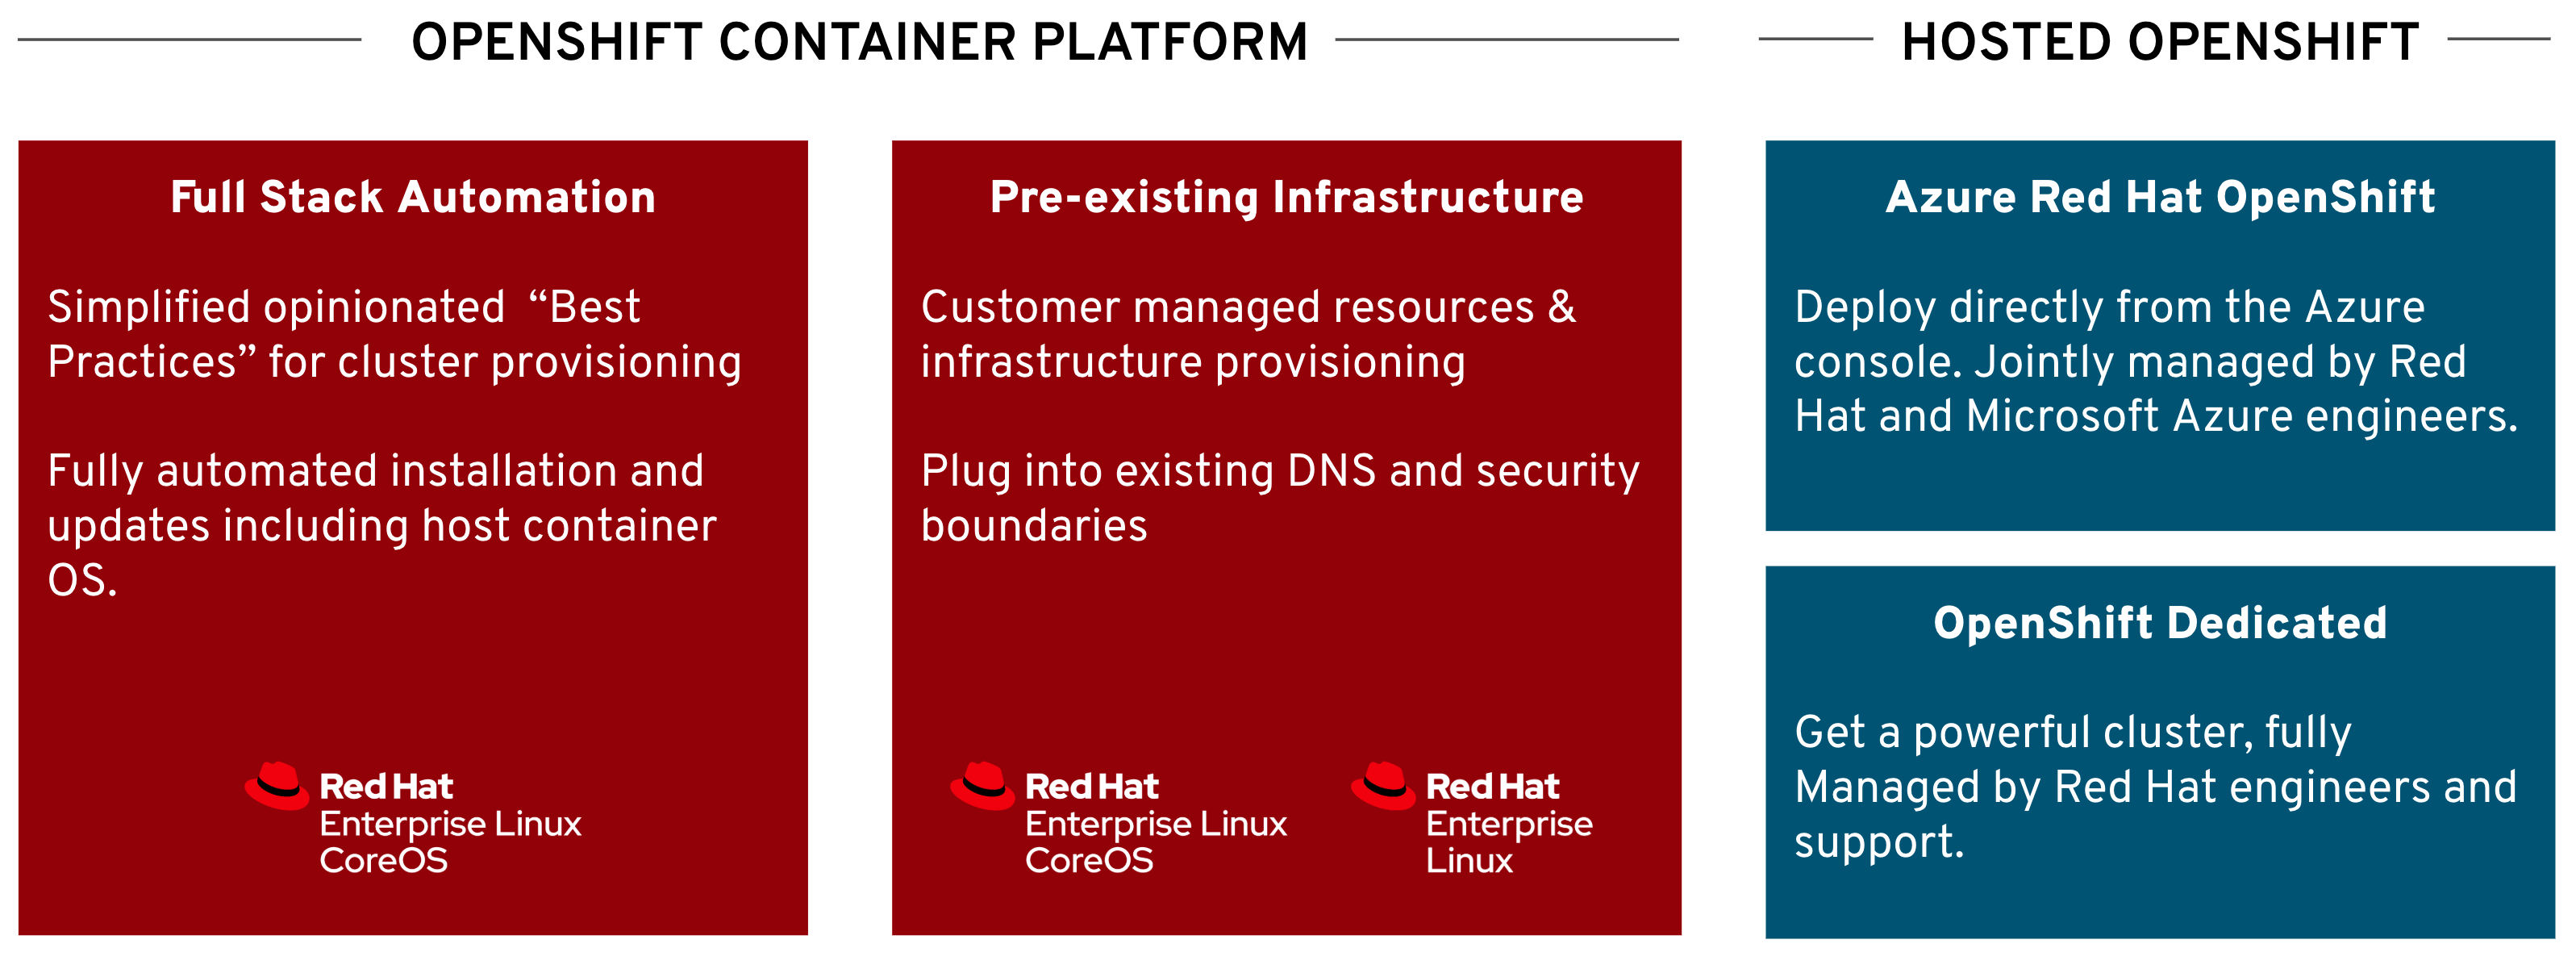 OPENSHIFT CONTAINER PLATFORM
Full Stack Automation
Simplified opinionated “Best
Practices” for cluster provisioning
Fully automated installation and
updates including host container
OS.
Red Hat
Enterprise Linux
CoreOS
Pre-existing Infrastructure
Customer managed resources &
infrastructure provisioning
Plug into existing DNS and security
boundaries
Red Hat
Enterprise Linux
CoreOS
Red Hat
Enterprise
Linux
HOSTED OPENSHIFT
Azure Red Hat OpenShift
Deploy directly from the Azure
console. Jointly managed by Red
Hat and Microsoft Azure engineers.
OpenShift Dedicated
Get a powerful cluster, fully
Managed by Red Hat engineers and
support.